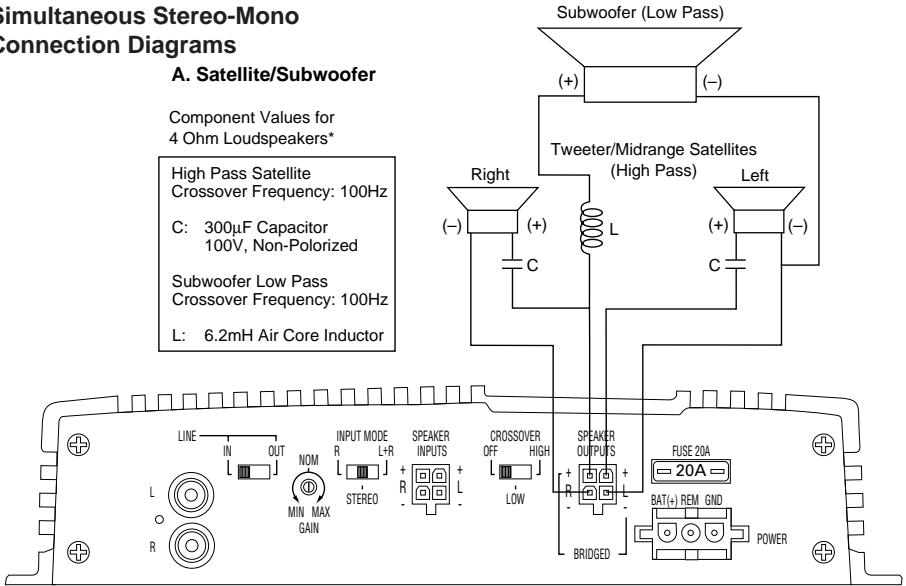 Simultaneous Stereo-Mono
Connection Diagrams
A. Satellite/Subwoofer
Component Values for
4 Ohm Loudspeakers*
High Pass Satellite
Crossover Frequency: 100Hz
C: 300µF Capacitor
100V, Non-Polorized
Subwoofer Low Pass
Crossover Frequency: 100Hz
L: 6.2mH Air Core Inductor
Subwoofer (Low Pass)
(+) (–)
Tweeter/Midrange Satellites
(High Pass)
Right
Left
(–) (+)
L
(+) (–)
C
C
LINE
IN OUT
L
R
NOM
MIN MAX
GAIN
INPUT MODE
R L+R
STEREO
SPEAKER
INPUTS
+ +
R L
- -
CROSSOVER
OFF HIGH
LOW
SPEAKER
OUTPUTS
+ +
R L
- -
BRIDGED
FUSE 20A
20A
BAT(+) REM GND
POWER